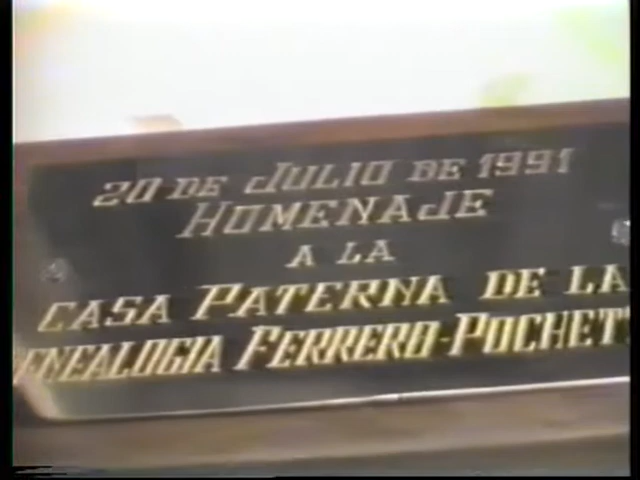 20 DE JULIO DE 1991
HOMENAJE
A LA
CASA PATERNA DE LA
ENEALOGIA FERRERO-POCHET